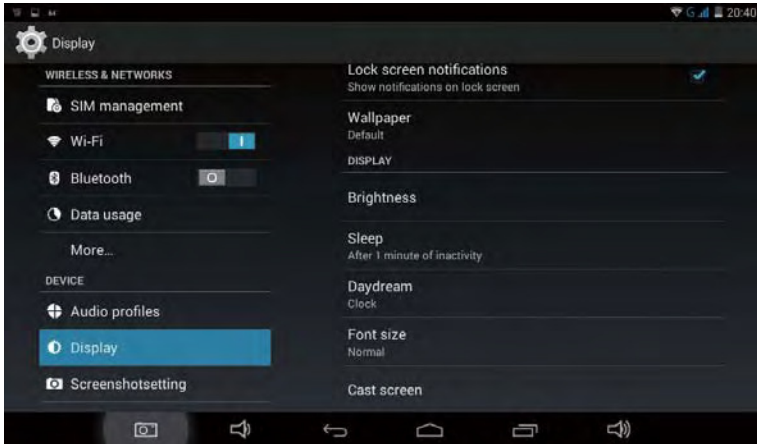 G 20:40
Display
WIRELESS & NETWORKS
SIM management
Wi-Fi
Bluetooth
Data usage
More...
DEVICE
Audio profiles
Display
Screenshotsetting
Lock screen notifications
Show notifications on lock screen
Wallpaper
Default
DISPLAY
Brightness
Sleep
After 1 minute of inactivity
Daydream
Clock
Font size
Normal
Cast screen